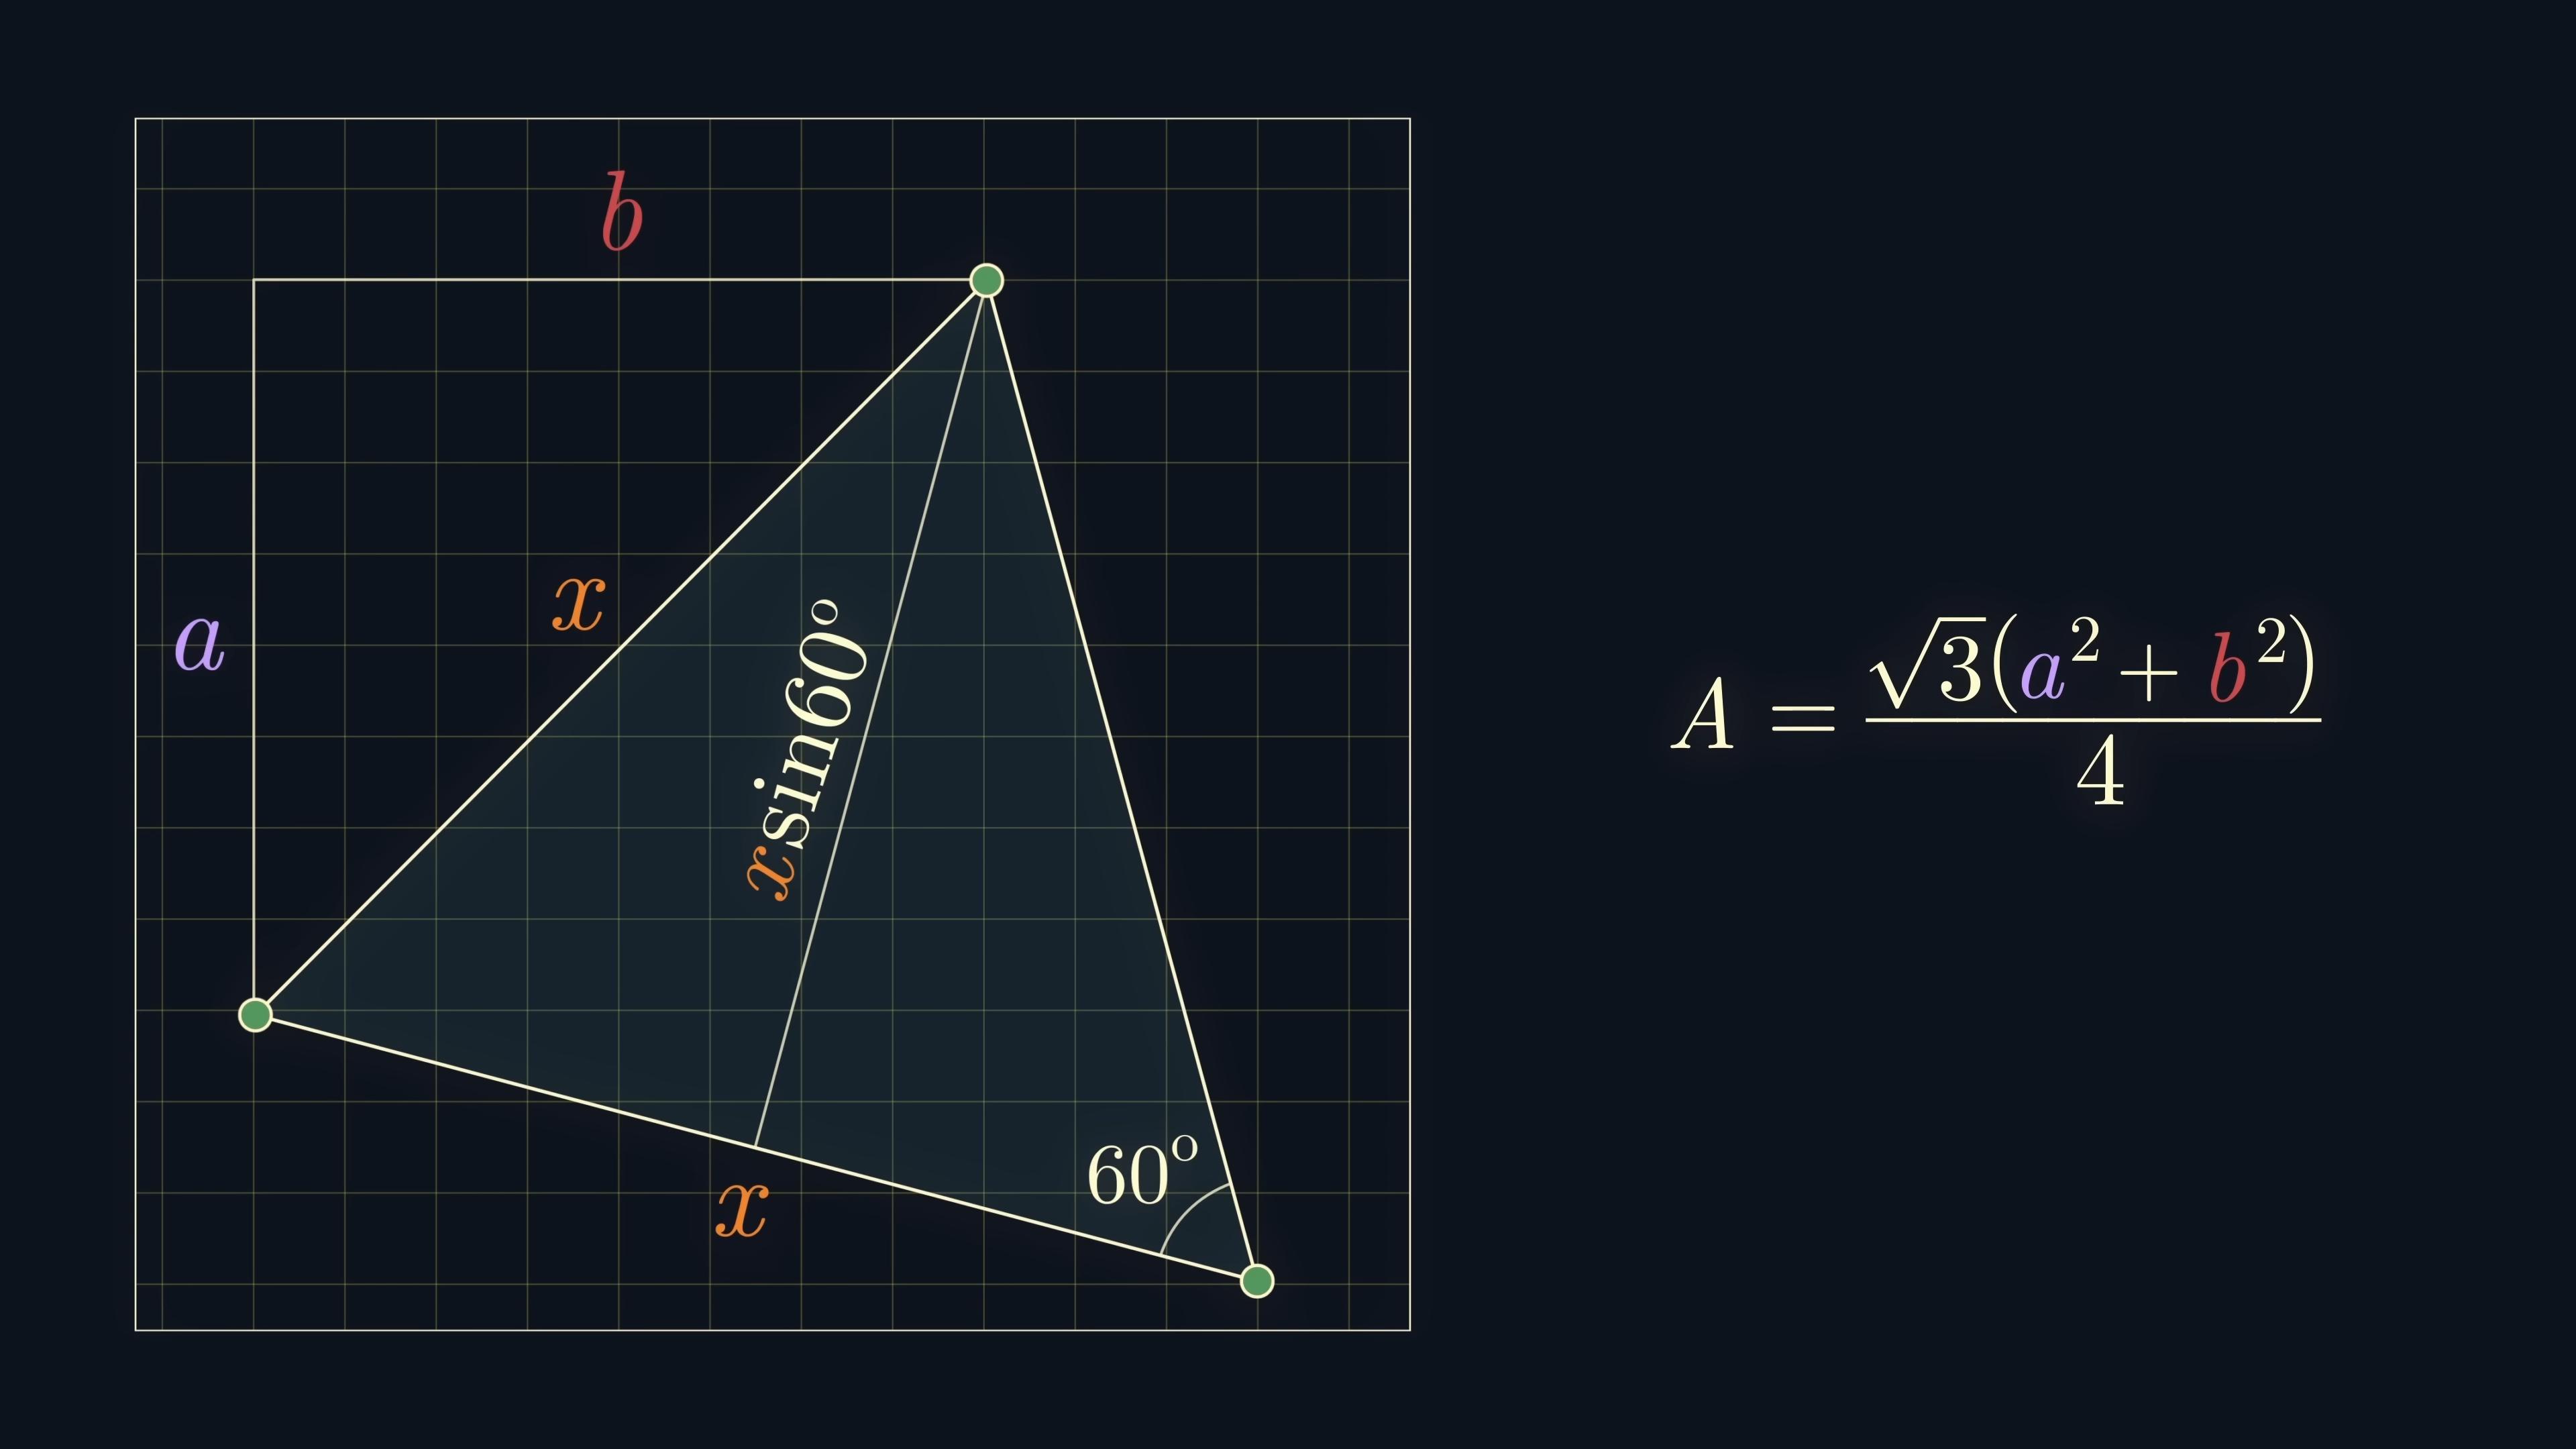 b
a
x
x sin60°
60°
x
A = √3(a² + b²) / 4